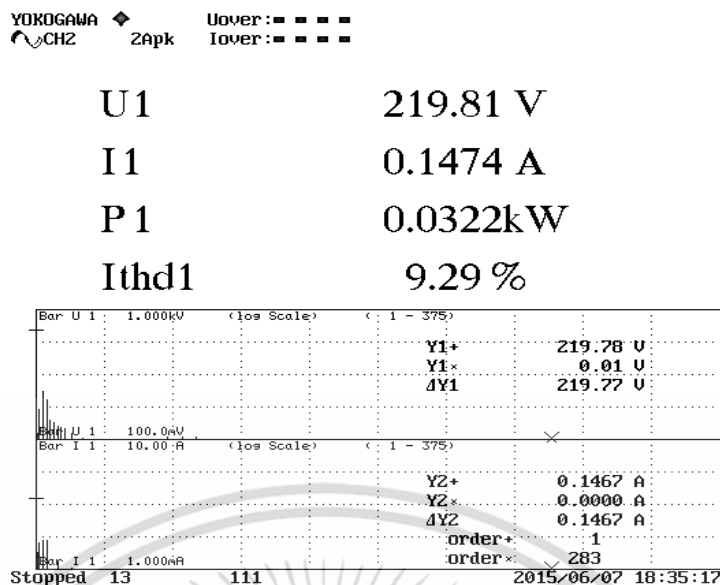 YOKOGAWA ◆ Uover:■ ■ ■ ■
CH2 2Apk Iover:■ ■ ■ ■
U1 219.81 V
I1 0.1474 A
P1 0.0322kW
Ithd1 9.29 %
Bar U 1 1.000kV (log Scale) ( 1 - 375)
Y1+ 219.78 V
Y1× 0.01 V
ΔY1 219.77 V
Bar U 1 100.0mV
Bar I 1 10.00 A (log Scale) ( 1 - 375)
Y2+ 0.1467 A
Y2× 0.0000 A
ΔY2 0.1467 A
order+ 1
order× 283
Bar I 1 1.000mA
Stopped 13 111 2015/06/07 18:35:17